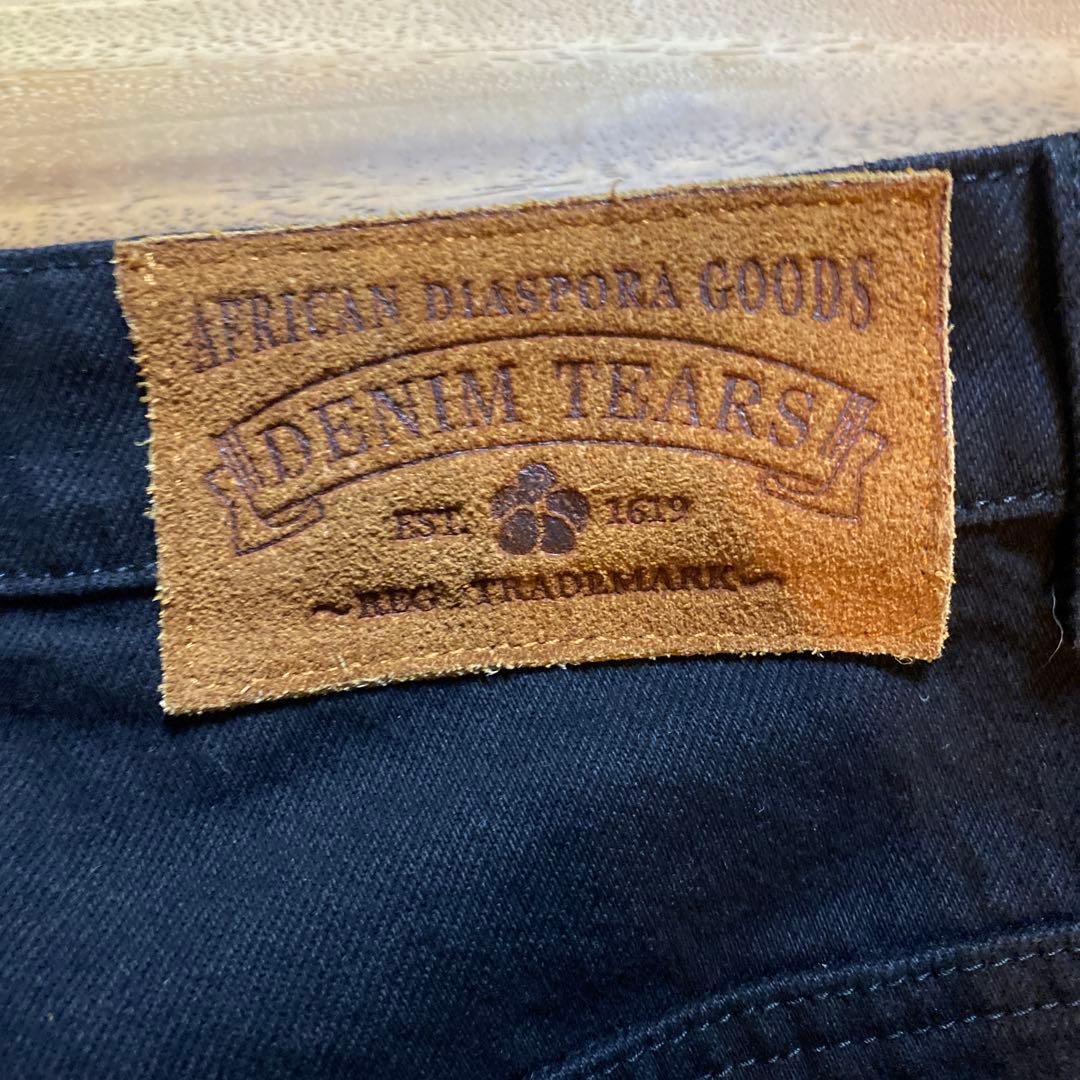 AFRICAN DIASPORA GOODS
DENIM TEARS
EST. 1619
~REG. TRADEMARK~